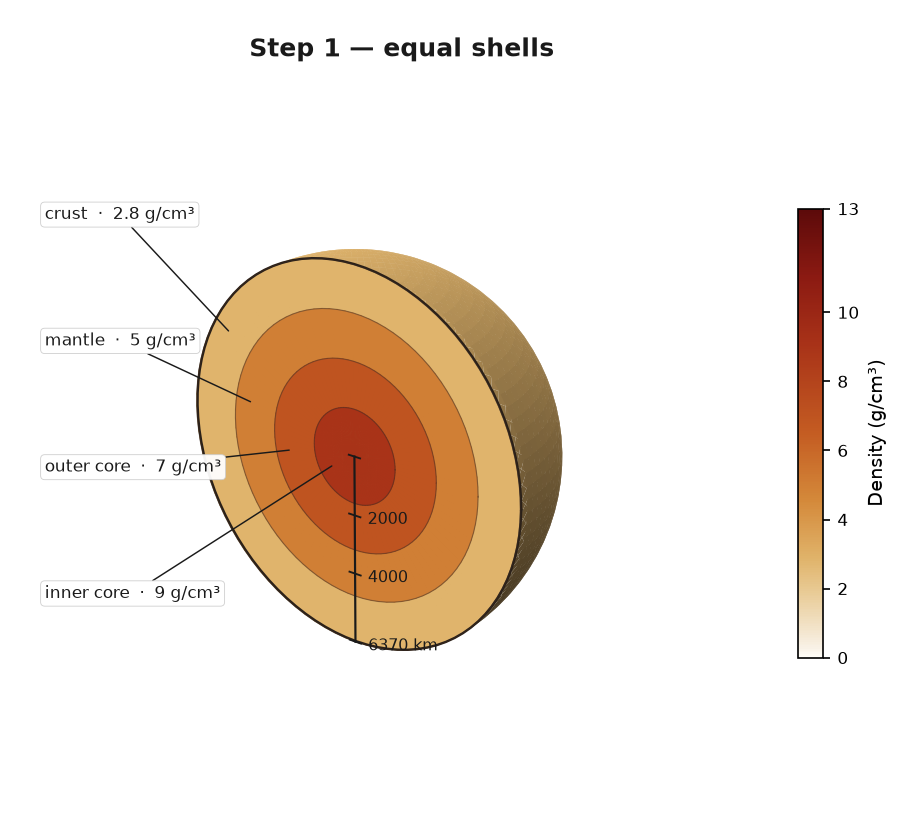 Step 1 — equal shells
crust · 2.8 g/cm³
mantle · 5 g/cm³
outer core · 7 g/cm³
inner core · 9 g/cm³
2000
4000
6370 km
13
10
8
6
4
2
0
Density (g/cm³)